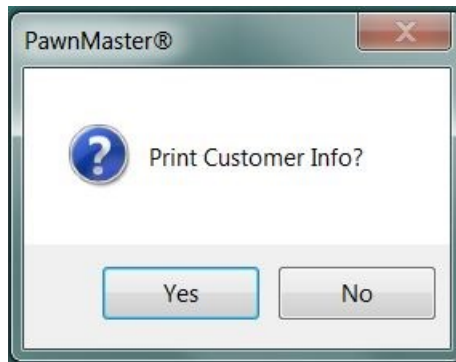 PawnMaster®
Print Customer Info?
Yes
No